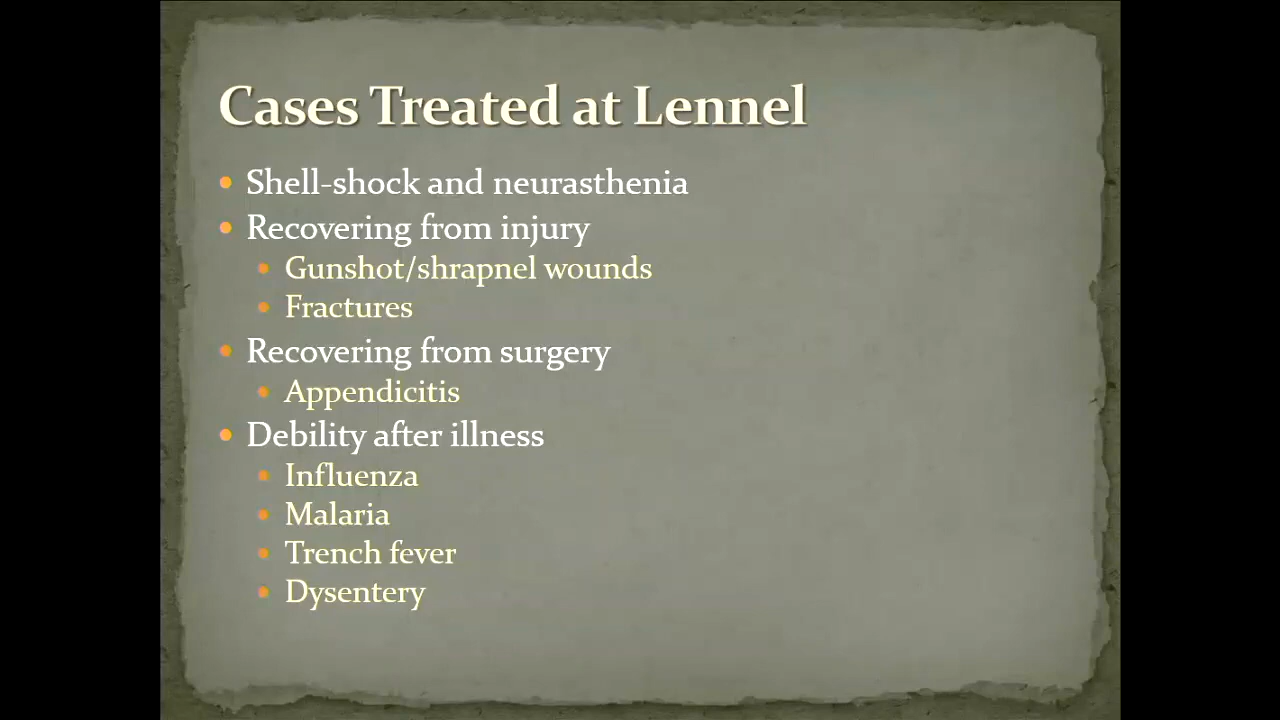 Cases Treated at Lennel
• Shell-shock and neurasthenia
• Recovering from injury
• Gunshot/shrapnel wounds
• Fractures
• Recovering from surgery
• Appendicitis
• Debility after illness
• Influenza
• Malaria
• Trench fever
• Dysentery